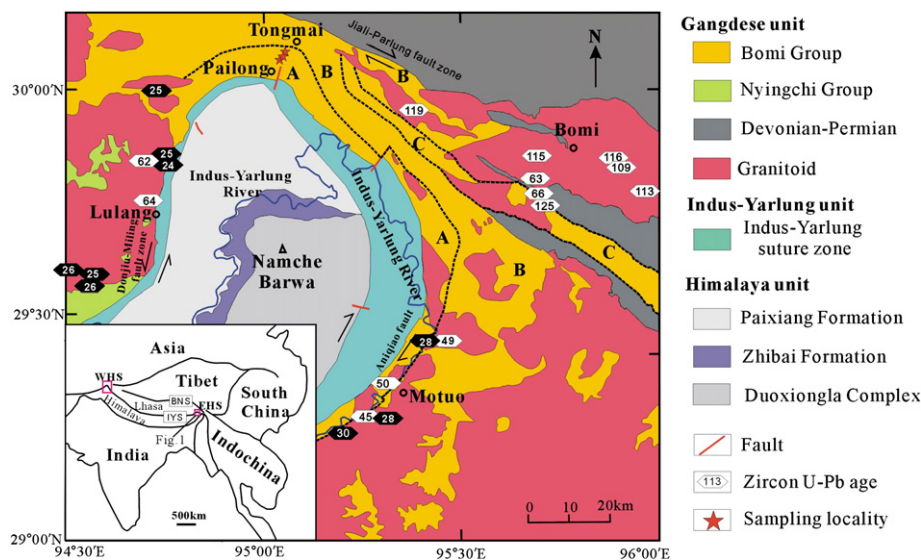 Tongmai
Jiali-Parlung fault zone
N
Pailong
A
B
B
30°00′N
25
119
Bomi
C
115
116
109
62
25
24
63
113
Indus-Yarlung
River
66
125
64
Lulang
Donjiu-Miling
fault zone
Indus-Yarlung River
A
Namche
Barwa
B
C
26
25
26
29°30′N
Aniqiao fault
28
49
50
Motuo
45
28
30
Asia
WHS
Tibet
South
China
Lhasa
BNS
EHS
Himalaya
IYS
Fig. 1
India
Indochina
500km
0 10 20km
29°00′N
94°30′E
95°00′E
95°30′E
96°00′E
Gangdese unit
Bomi Group
Nyingchi Group
Devonian-Permian
Granitoid
Indus-Yarlung unit
Indus-Yarlung
suture zone
Himalaya unit
Paixiang Formation
Zhibai Formation
Duoxiongla Complex
Fault
113
Zircon U-Pb age
Sampling locality